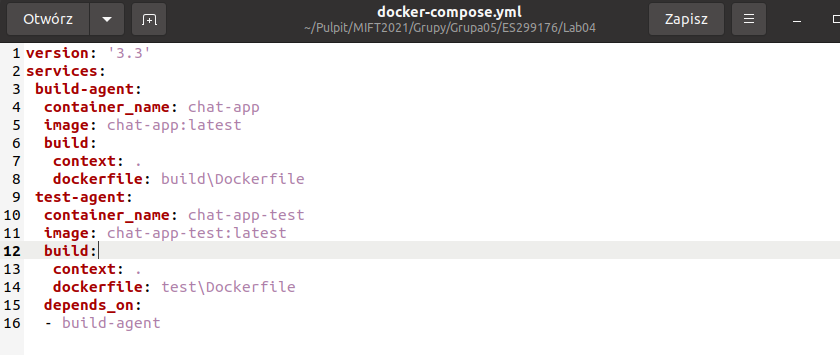 Otwórz
docker-compose.yml
~/Pulpit/MIFT2021/Grupy/Grupa05/ES299176/Lab04
Zapisz
1 version: '3.3'
2 services:
3  build-agent:
4   container_name: chat-app
5   image: chat-app:latest
6   build:
7    context: .
8    dockerfile: build\Dockerfile
9  test-agent:
10   container_name: chat-app-test
11   image: chat-app-test:latest
12   build:
13    context: .
14    dockerfile: test\Dockerfile
15   depends_on:
16   - build-agent